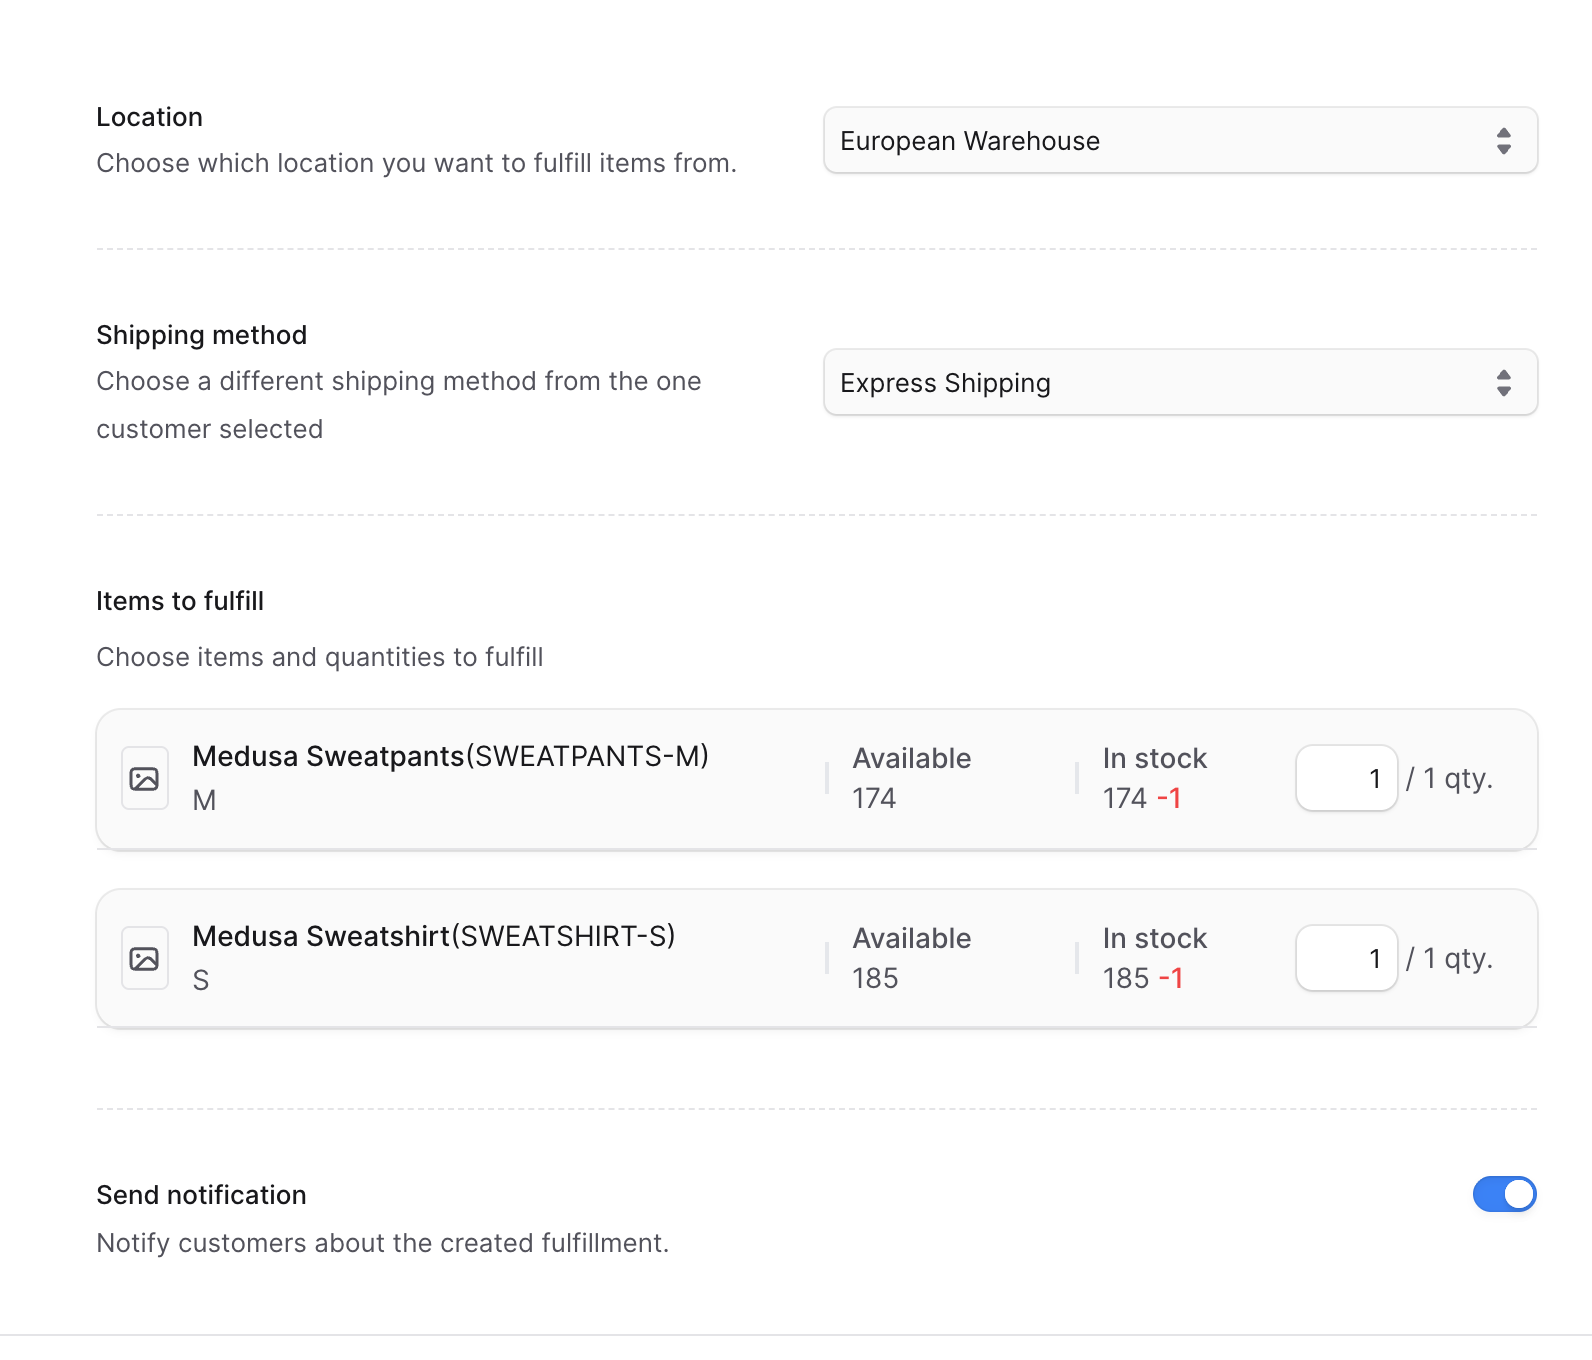 Location
Choose which location you want to fulfill items from.
European Warehouse
Shipping method
Choose a different shipping method from the one
customer selected
Express Shipping
Items to fulfill
Choose items and quantities to fulfill
Medusa Sweatpants(SWEATPANTS-M)
M
Available
174
In stock
174 -1
1 / 1 qty.
Medusa Sweatshirt(SWEATSHIRT-S)
S
Available
185
In stock
185 -1
1 / 1 qty.
Send notification
Notify customers about the created fulfillment.